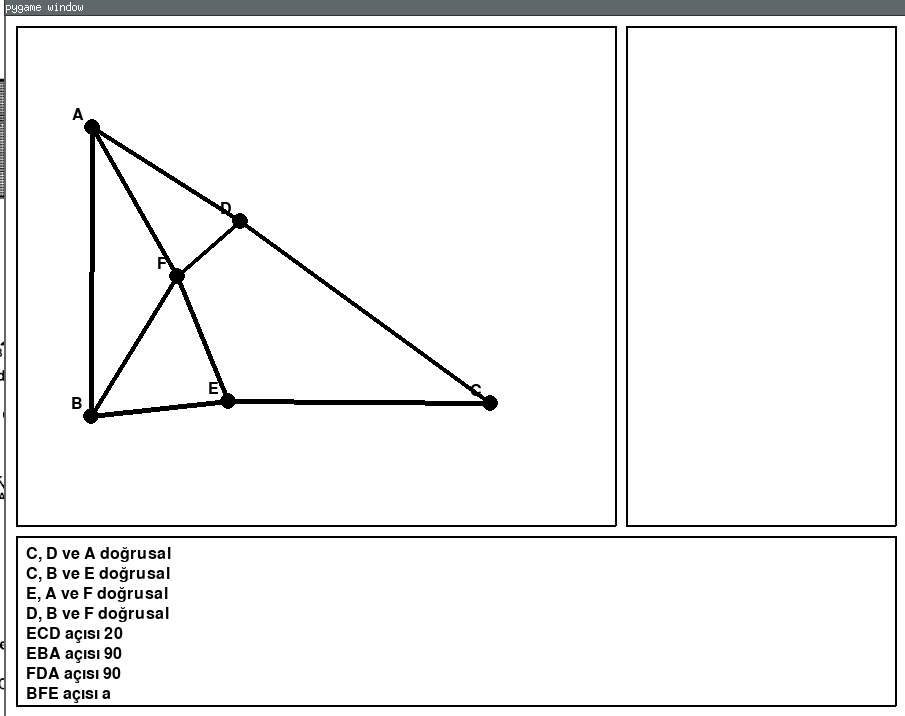 pygame window
A
D
F
E
C
B
C, D ve A doğrusal
C, B ve E doğrusal
E, A ve F doğrusal
D, B ve F doğrusal
ECD açısı 20
EBA açısı 90
FDA açısı 90
BFE açısı a